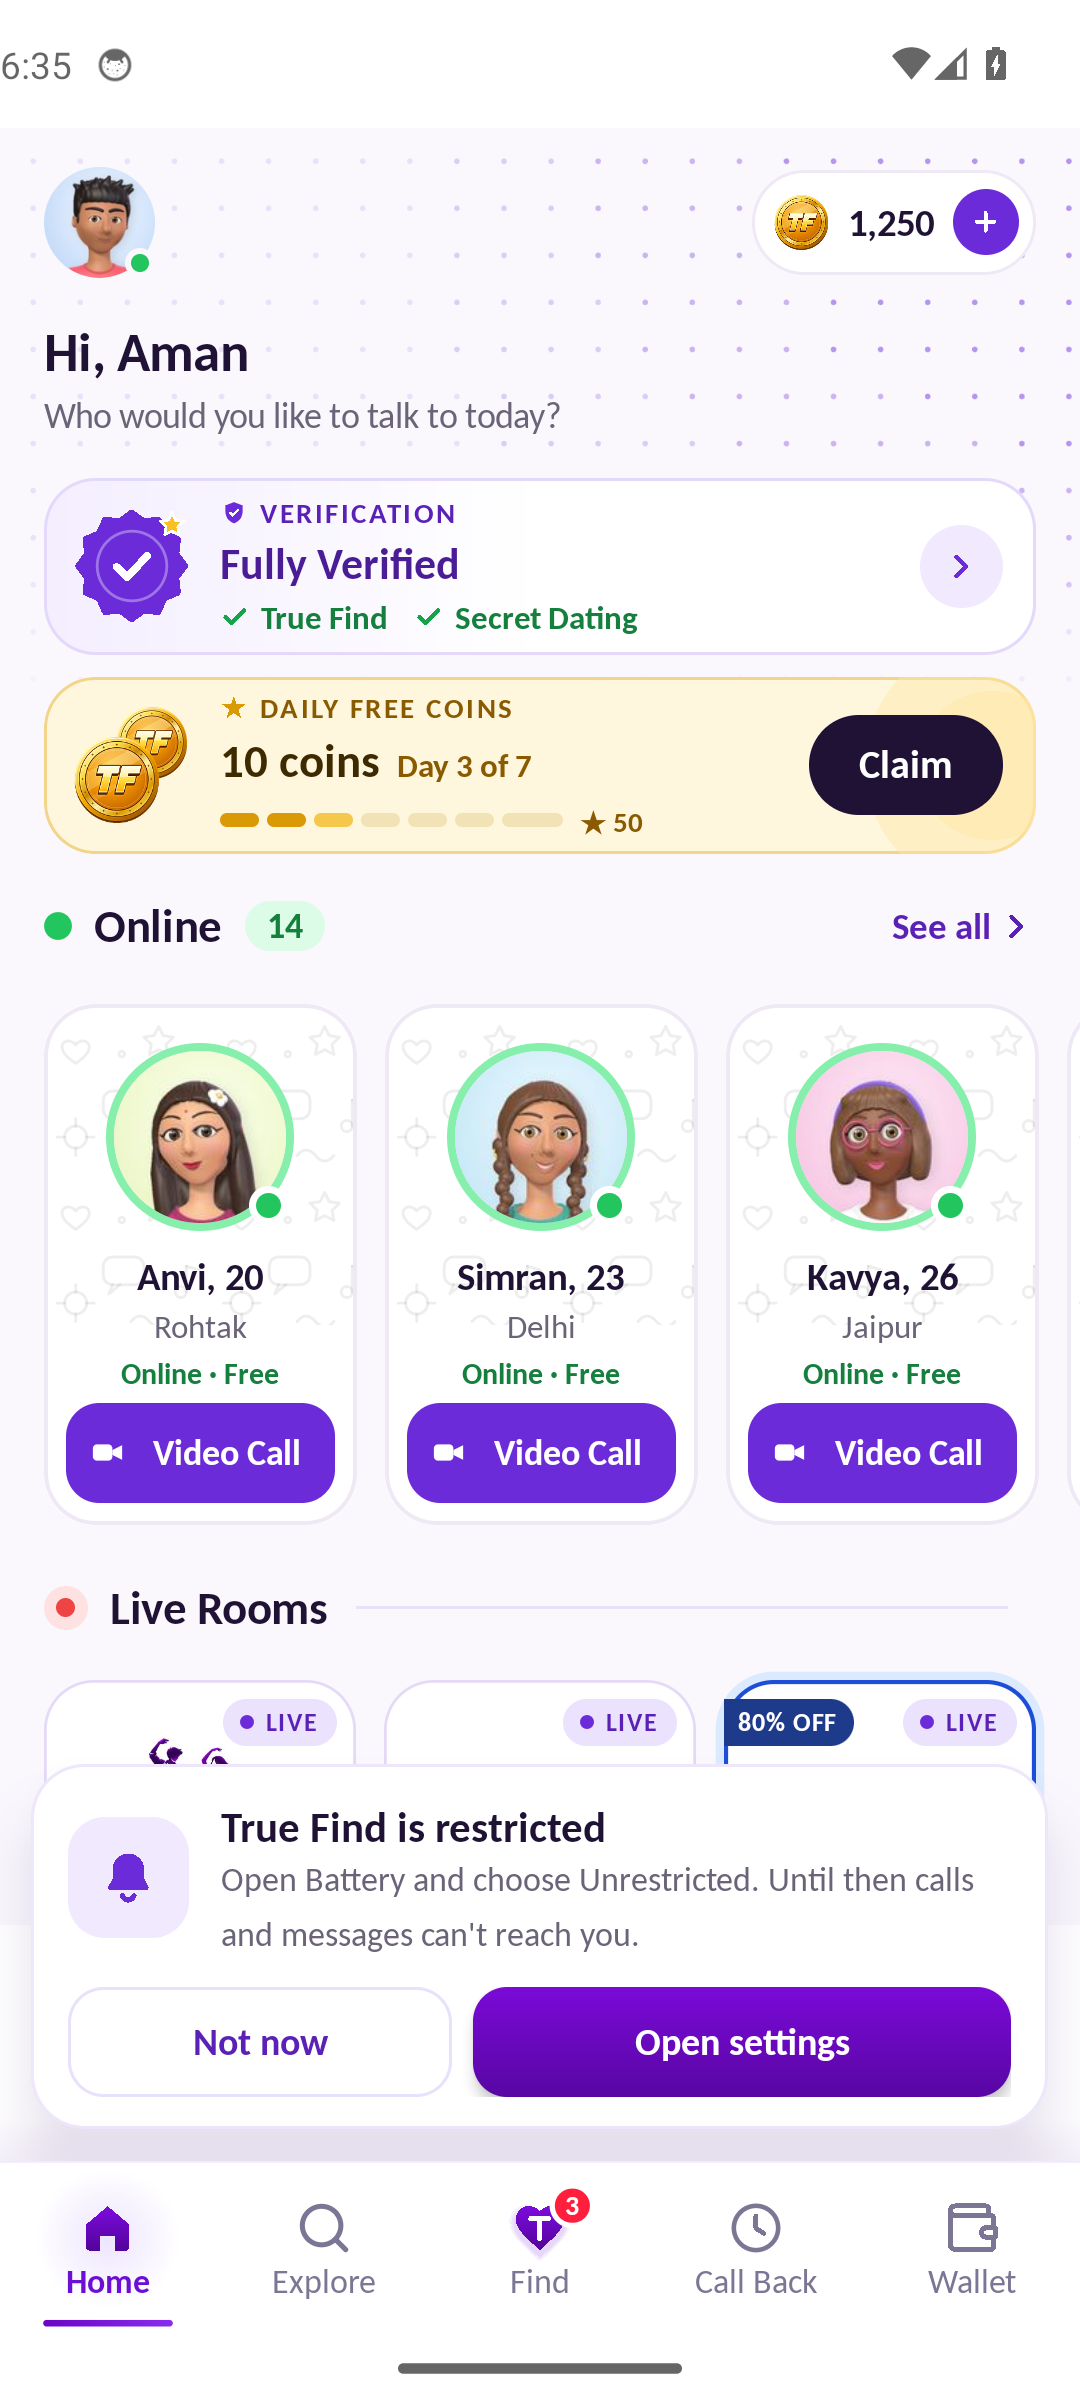 6:35
TF
1,250
Hi, Aman
Who would you like to talk to today?
VERIFICATION
Fully Verified
True Find
Secret Dating
DAILY FREE COINS
TF
TF
10 coins Day 3 of 7
Claim
★ 50
Online 14
See all
Anvi, 20
Rohtak
Online · Free
Video Call
Simran, 23
Delhi
Online · Free
Video Call
Kavya, 26
Jaipur
Online · Free
Video Call
Live Rooms
LIVE
LIVE
80% OFF
LIVE
True Find is restricted
Open Battery and choose Unrestricted. Until then calls
and messages can't reach you.
Not now
Open settings
T
3
Home
Explore
Find
Call Back
Wallet